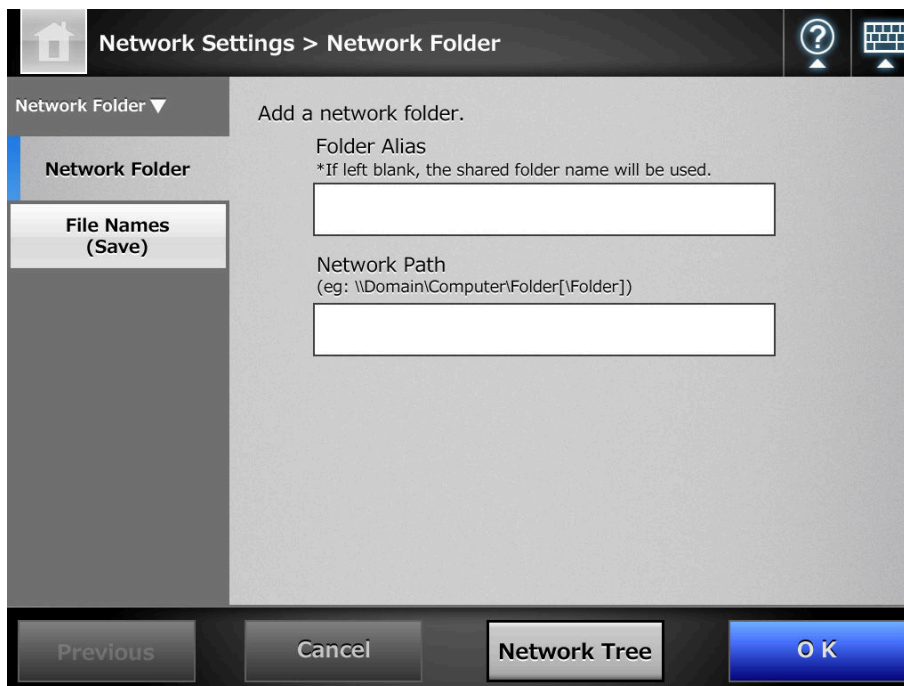 Network Settings > Network Folder
?
Network Folder ▼
Network Folder
File Names
(Save)
Add a network folder.
Folder Alias
*If left blank, the shared folder name will be used.
Network Path
(eg: \\Domain\Computer\Folder[\Folder])
Previous
Cancel
Network Tree
O K